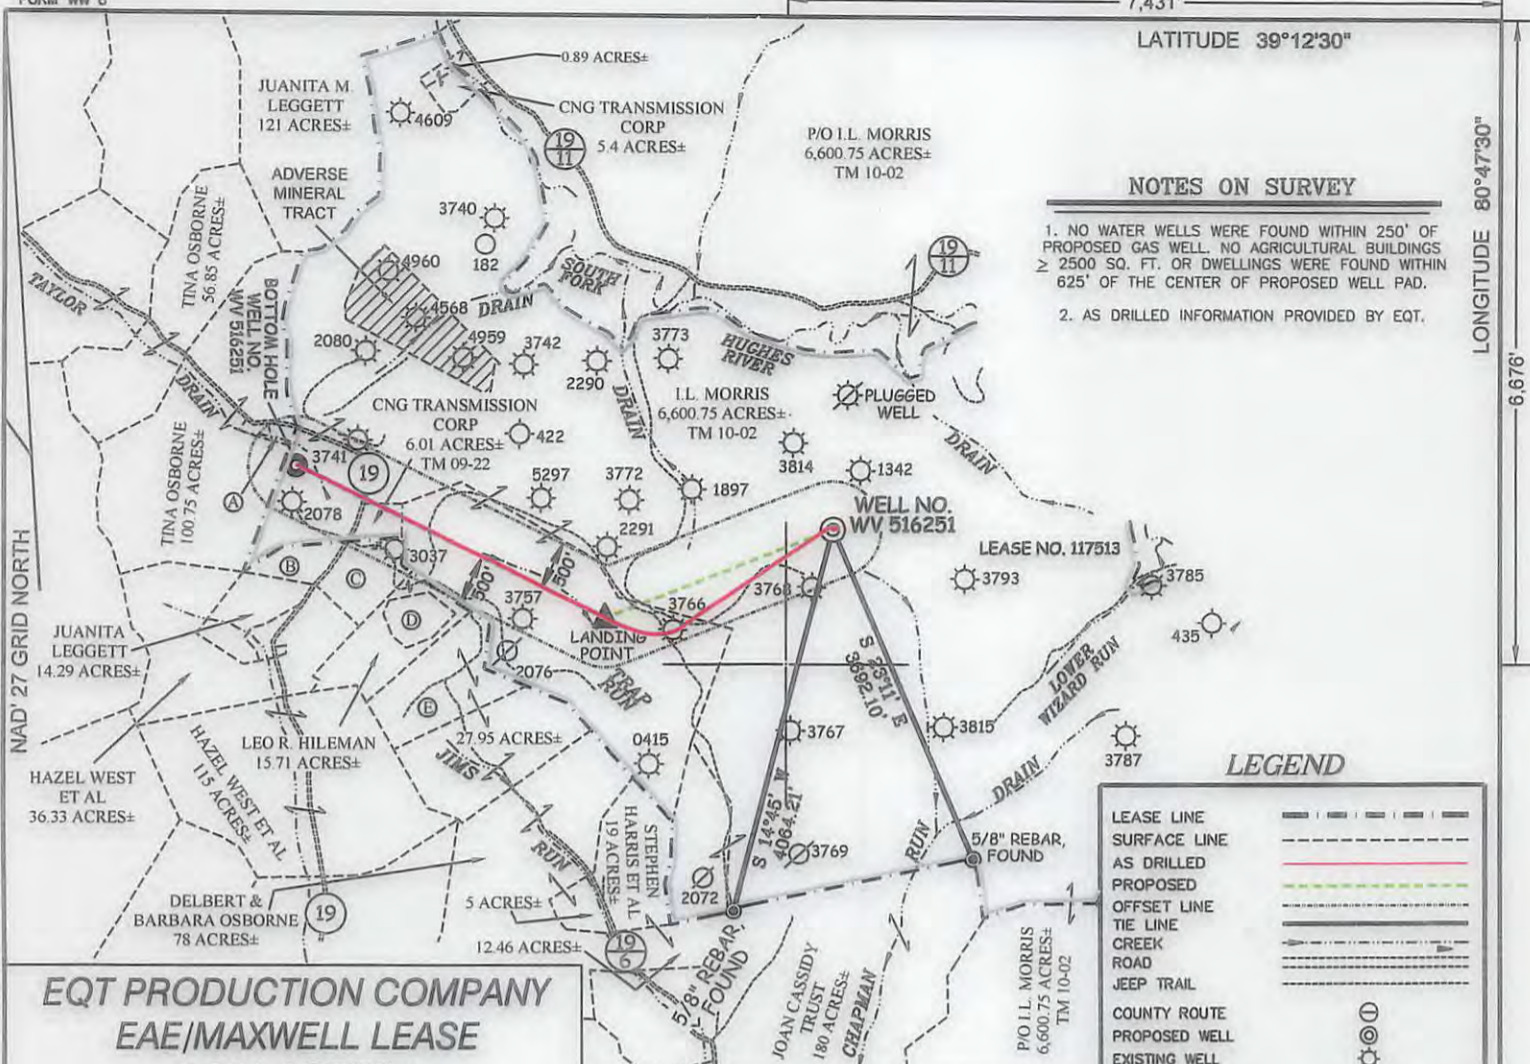 7,431'
LATITUDE 39°12'30"
LONGITUDE 80°47'30"
6,676'
NAD' 27 GRID NORTH
0.89 ACRES±
JUANITA M.
LEGGETT
121 ACRES±
4609
CNG TRANSMISSION
CORP
5.4 ACRES±
19
11
P/O I.L. MORRIS
6,600.75 ACRES±
TM 10-02
NOTES ON SURVEY
1. NO WATER WELLS WERE FOUND WITHIN 250' OF
PROPOSED GAS WELL. NO AGRICULTURAL BUILDINGS
≥ 2500 SQ. FT. OR DWELLINGS WERE FOUND WITHIN
625' OF THE CENTER OF PROPOSED WELL PAD.
2. AS DRILLED INFORMATION PROVIDED BY EQT.
ADVERSE
MINERAL
TRACT
TINA OSBORNE
56.85 ACRES±
3740
182
4960
4568
4959
DRAIN
SOUTH
FORK
19
11
TAYLOR
DRAIN
BOTTOM HOLE
WELL NO.
WV 516251
2080
3742
2290
3773
HUGHES
RIVER
DRAIN
I.L. MORRIS
6,600.75 ACRES±
TM 10-02
PLUGGED
WELL
DRAIN
CNG TRANSMISSION
CORP
6.01 ACRES±
TM 09-22
422
3814
1342
TINA OSBORNE
100.75 ACRES±
3741
19
5297
3772
1897
A
2078
2291
WELL NO.
WV 516251
LEASE NO. 117513
3037
B
C
D
500'
500'
3757
3766
3768
3793
3785
435
LANDING
POINT
JUANITA
LEGGETT
14.29 ACRES±
2076
TRAP
RUN
S 23°11' E
3692.10'
LOWER
WIZARD RUN
E
27.95 ACRES±
LEO R. HILEMAN
15.71 ACRES±
0415
3767
3815
3787
JIMS
RUN
HAZEL WEST
ET AL
36.33 ACRES±
HAZEL WEST ET AL
115 ACRES±
S 14°45' W
4064.21'
DRAIN
STEPHEN
HARRIS ET AL
19 ACRES±
3769
RUN
5/8" REBAR,
FOUND
2072
DELBERT &
BARBARA OSBORNE
78 ACRES±
19
5 ACRES±
12.46 ACRES±
19
6
5/8" REBAR,
FOUND
JOAN CASSIDY
TRUST
180 ACRES±
CHAPMAN
P/O I.L. MORRIS
6,600.75 ACRES±
TM 10-02
EQT PRODUCTION COMPANY
EAE/MAXWELL LEASE
LEGEND
LEASE LINE
SURFACE LINE
AS DRILLED
PROPOSED
OFFSET LINE
TIE LINE
CREEK
ROAD
JEEP TRAIL
COUNTY ROUTE
PROPOSED WELL
EXISTING WELL